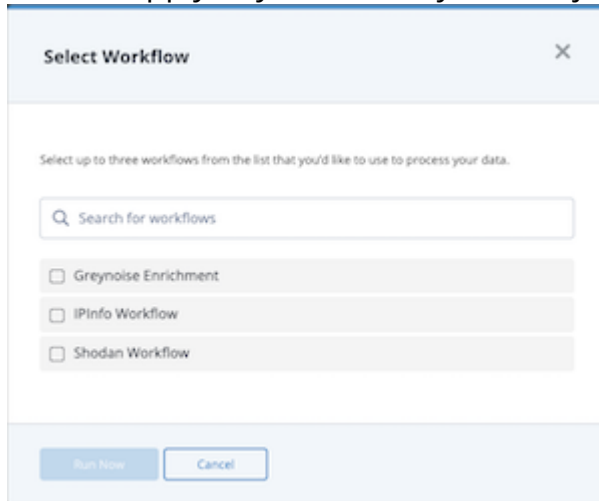 Select Workflow
Select up to three workflows from the list that you'd like to use to process your data.
Search for workflows
Greynoise Enrichment
IPInfo Workflow
Shodan Workflow
Run Now
Cancel